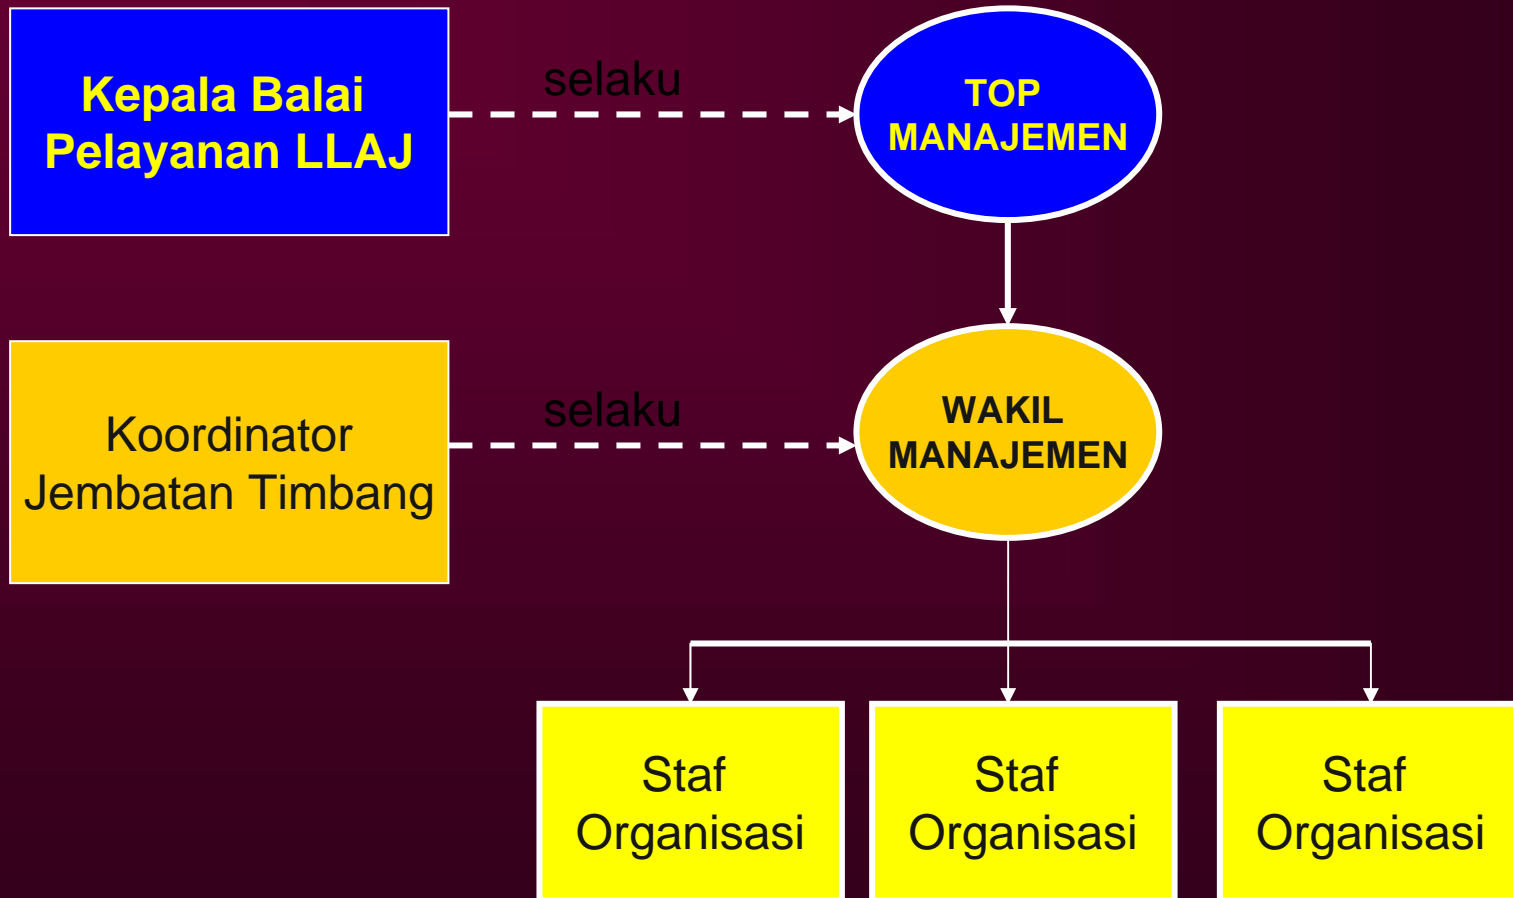 Kepala Balai
Pelayanan LLAJ
selaku
TOP
MANAJEMEN
Koordinator
Jembatan Timbang
selaku
WAKIL
MANAJEMEN
Staf
Organisasi
Staf
Organisasi
Staf
Organisasi